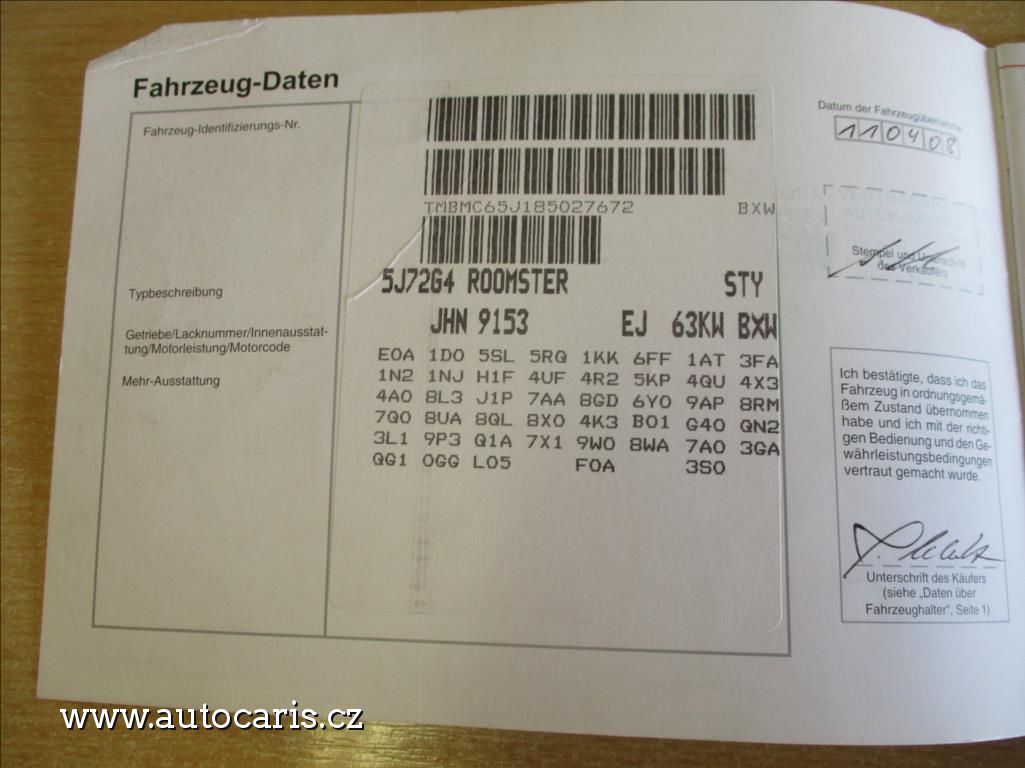 Fahrzeug-Daten
Fahrzeug-Identifizierungs-Nr.
TMBMC65J185027672 BXW
Typbeschreibung
5J72G4 ROOMSTER STY
Getriebe/Lacknummer/Innenausstat-
tung/Motorleistung/Motorcode
JHN 9153 EJ 63KW BXW
Mehr-Ausstattung
E0A 1D0 5SL 5RQ 1KK 6FF 1AT 3FA
1N2 1NJ H1F 4UF 4R2 5KP 4QU 4X3
4A0 8L3 J1P 7AA 8GD 6Y0 9AP 8RM
7Q0 8UA 8QL 8X0 4K3 B01 G40 QN2
3L1 9P3 Q1A 7X1 9W0 8WA 7A0 3GA
QG1 0GG L05 F0A 3S0
Datum der Fahrzeugübernahme
110408
VERTRAGSHÄ
AUTOHAUS
Stempel und Unterschrift
des Verkäufers
Ich bestätigte, dass ich das
Fahrzeug in ordnungsgemä-
ßem Zustand übernommen
habe und ich mit der richti-
gen Bedienung und den Ge-
währleistungsbedingungen
vertraut gemacht wurde.
Unterschrift des Käufers
(siehe „Daten über
Fahrzeughalter", Seite 1)
www.autocaris.cz